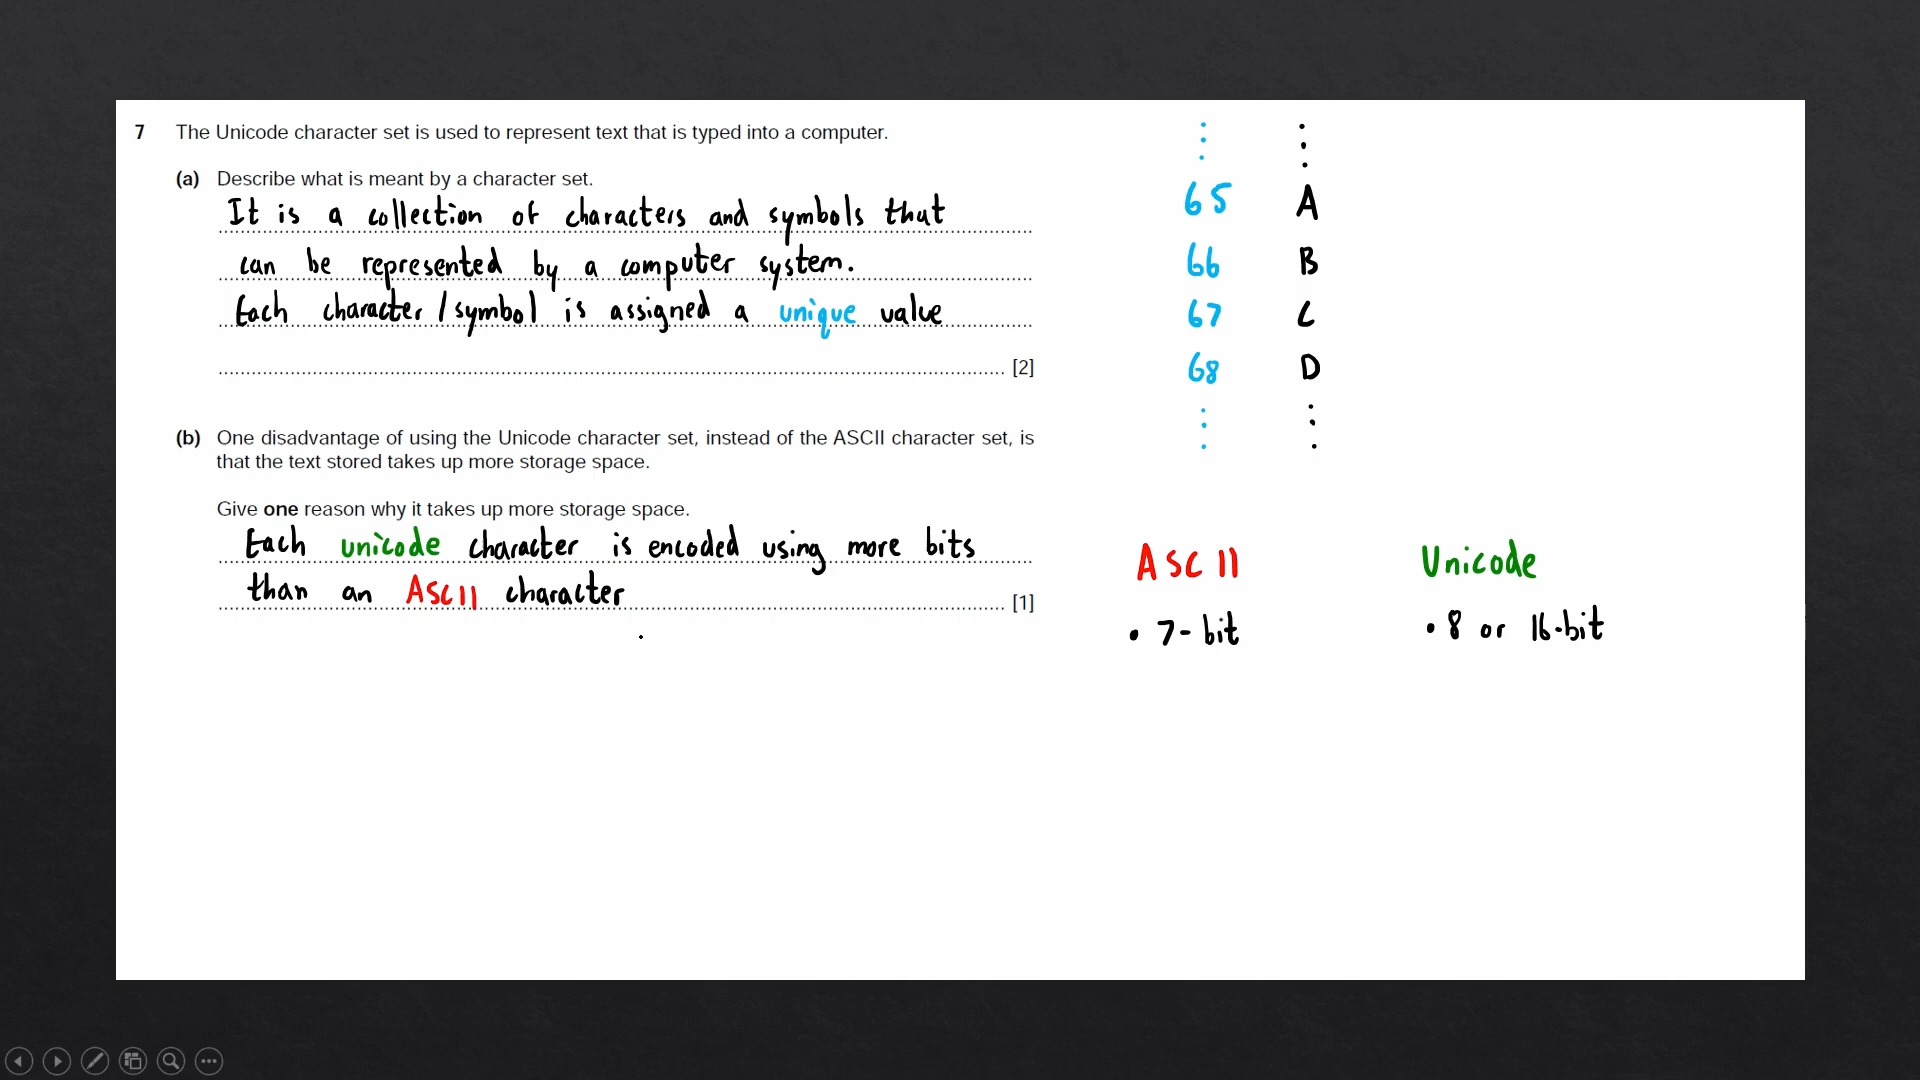 7 The Unicode character set is used to represent text that is typed into a computer.
(a) Describe what is meant by a character set.
It is a collection of characters and symbols that
can be represented by a computer system.
Each character / symbol is assigned a unique value
[2]
(b) One disadvantage of using the Unicode character set, instead of the ASCII character set, is
that the text stored takes up more storage space.
Give one reason why it takes up more storage space.
Each unicode character is encoded using more bits
than an ASCII character
[1]
65 A
66 B
67 C
68 D
ASCII
• 7-bit
Unicode
• 8 or 16-bit